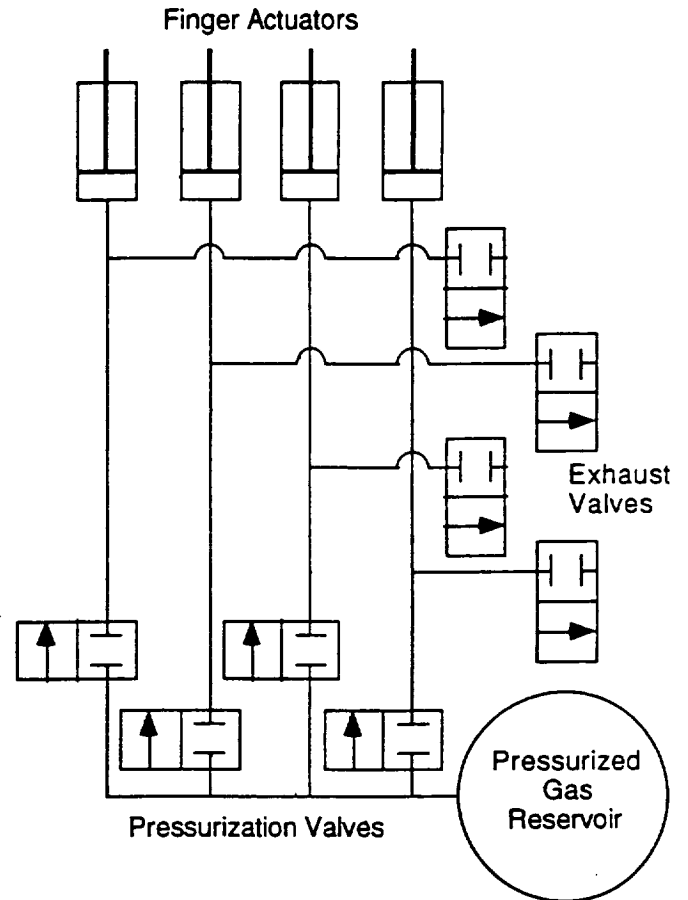 Finger Actuators
Exhaust
Valves
Pressurized
Gas
Reservoir
Pressurization Valves